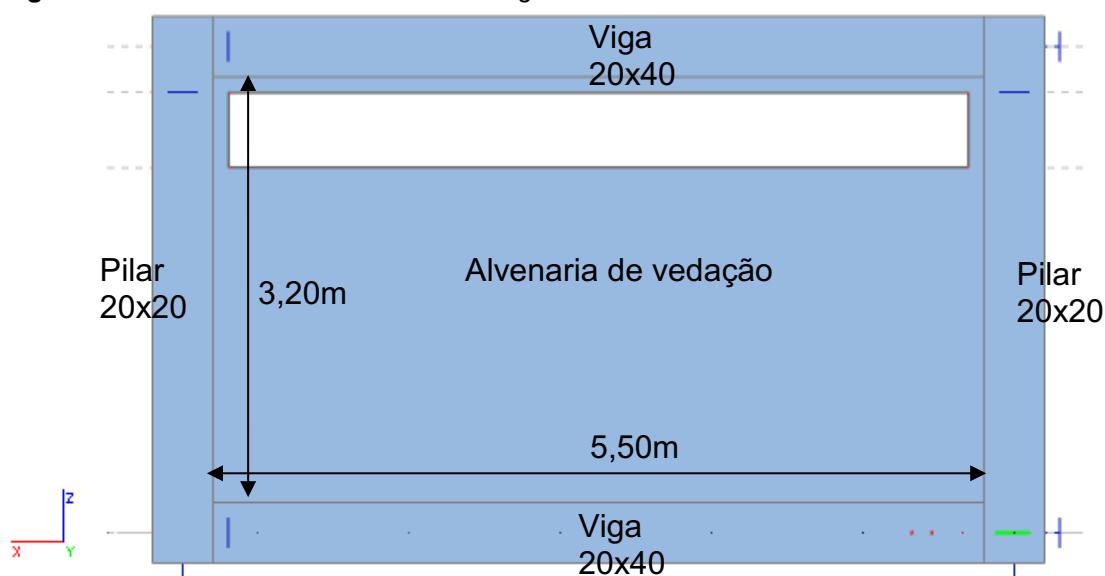 Viga
20x40
Pilar
20x20
3,20m
Alvenaria de vedação
Pilar
20x20
5,50m
Viga
20x40
Z
X
Y